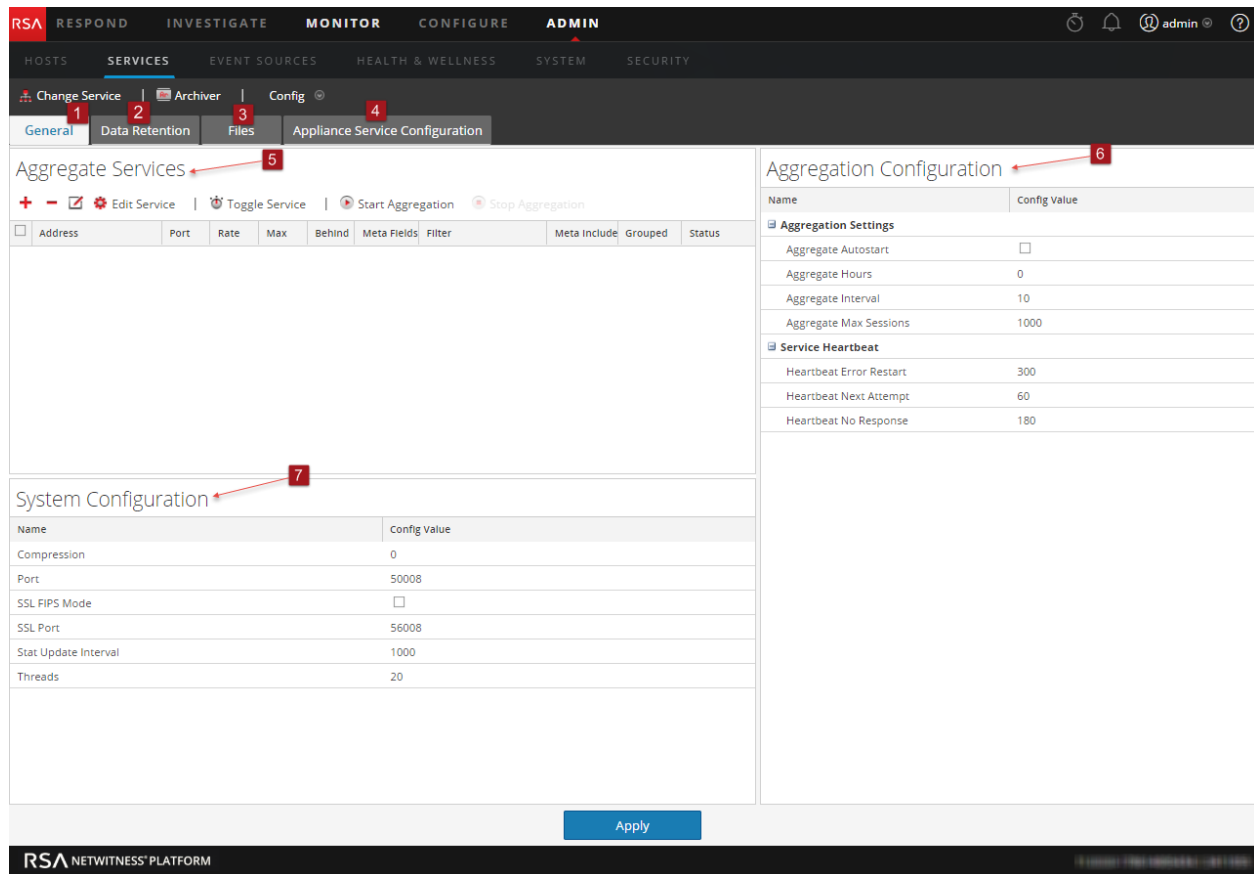 RSA RESPOND INVESTIGATE MONITOR CONFIGURE ADMIN admin ?
HOSTS SERVICES EVENT SOURCES HEALTH & WELLNESS SYSTEM SECURITY
Change Service | Archiver | Config
1 2 3 4
General Data Retention Files Appliance Service Configuration
Aggregate Services 5
Edit Service | Toggle Service | Start Aggregation Stop Aggregation
Address Port Rate Max Behind Meta Fields Filter Meta Include Grouped Status
Aggregation Configuration 6
Name Config Value
Aggregation Settings
Aggregate Autostart
Aggregate Hours 0
Aggregate Interval 10
Aggregate Max Sessions 1000
Service Heartbeat
Heartbeat Error Restart 300
Heartbeat Next Attempt 60
Heartbeat No Response 180
System Configuration 7
Name Config Value
Compression 0
Port 50008
SSL FIPS Mode
SSL Port 56008
Stat Update Interval 1000
Threads 20
Apply
RSA NETWITNESS® PLATFORM